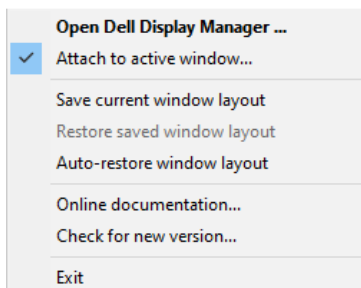 Open Dell Display Manager ...
Attach to active window...
Save current window layout
Restore saved window layout
Auto-restore window layout
Online documentation...
Check for new version...
Exit